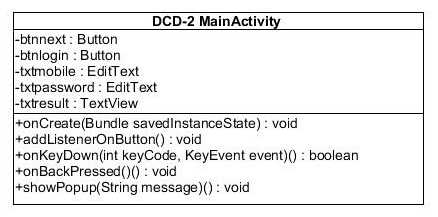 DCD-2 MainActivity
-btnnext : Button
-btnlogin : Button
-txtmobile : EditText
-txtpassword : EditText
-txtresult : TextView
+onCreate(Bundle savedInstanceState) : void
+addListenerOnButton() : void
+onKeyDown(int keyCode, KeyEvent event)() : boolean
+onBackPressed()() : void
+showPopup(String message)() : void